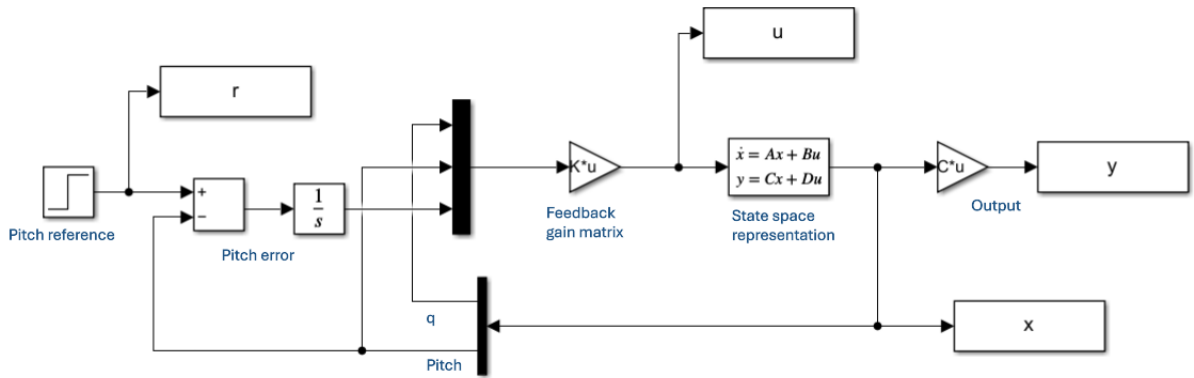 u
r
+
−
Pitch reference
Pitch error
1
s
K*u
Feedback
gain matrix
ẋ = Ax + Bu
y = Cx + Du
State space
representation
C*u
Output
y
q
Pitch
x